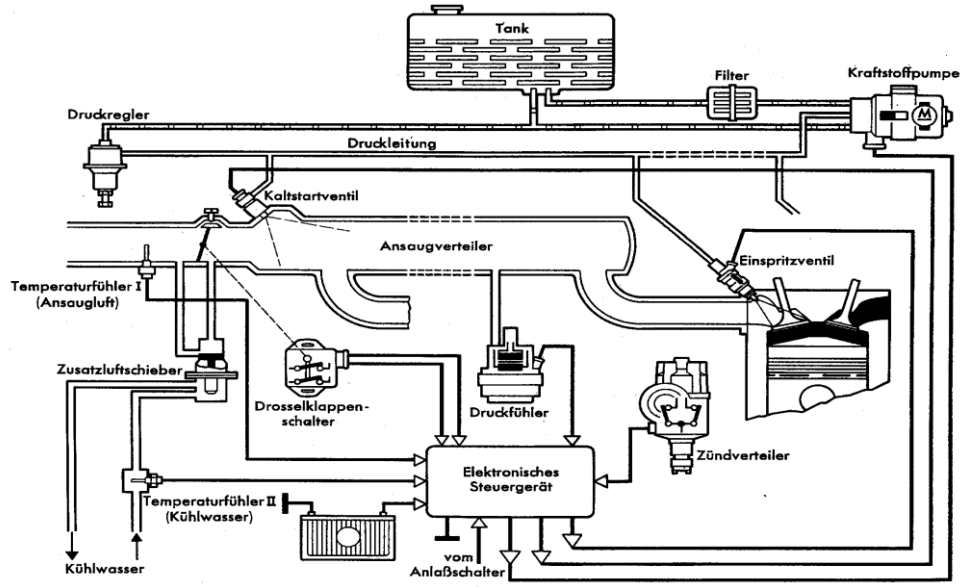 Tank
Filter
Kraftstoffpumpe
M
Druckregler
Druckleitung
Kaltstartventil
Ansaugverteiler
Einspritzventil
Temperaturfühler I
(Ansaugluft)
Zusatzluftschieber
Drosselklappen-
schalter
Druckfühler
Zündverteiler
Elektronisches
Steuergerät
Temperaturfühler II
(Kühlwasser)
vom
Anlaßschalter
Kühlwasser